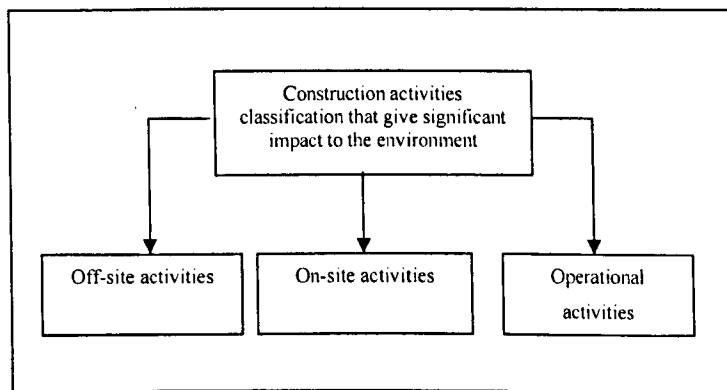 Construction activities
classification that give significant
impact to the environment
Off-site activities
On-site activities
Operational
activities